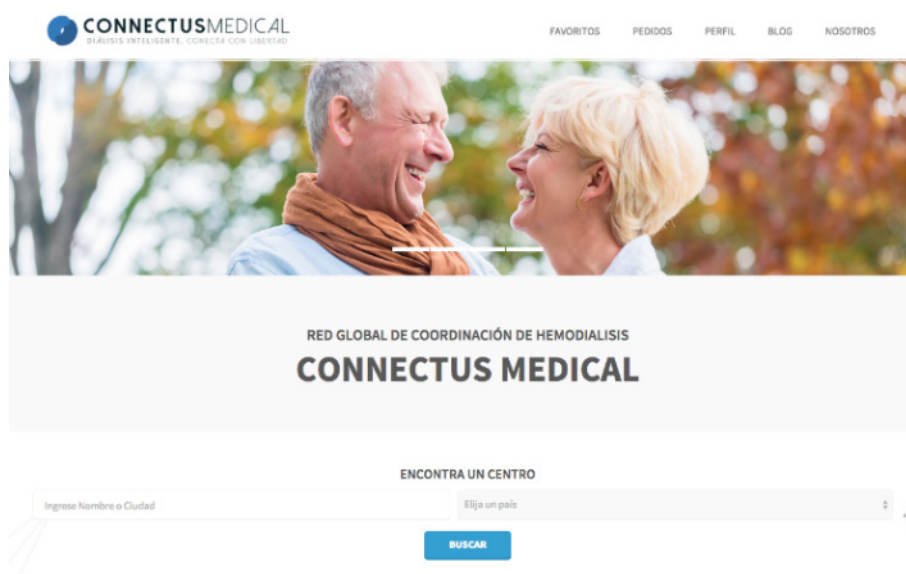 CONNECTUSMEDICAL
DIÁLISIS INTELIGENTE. CONECTA CON LIBERTAD
FAVORITOS PEDIDOS PERFIL BLOG NOSOTROS
RED GLOBAL DE COORDINACIÓN DE HEMODIALISIS
CONNECTUS MEDICAL
ENCONTRA UN CENTRO
Ingrese Nombre o Ciudad Elija un país
BUSCAR